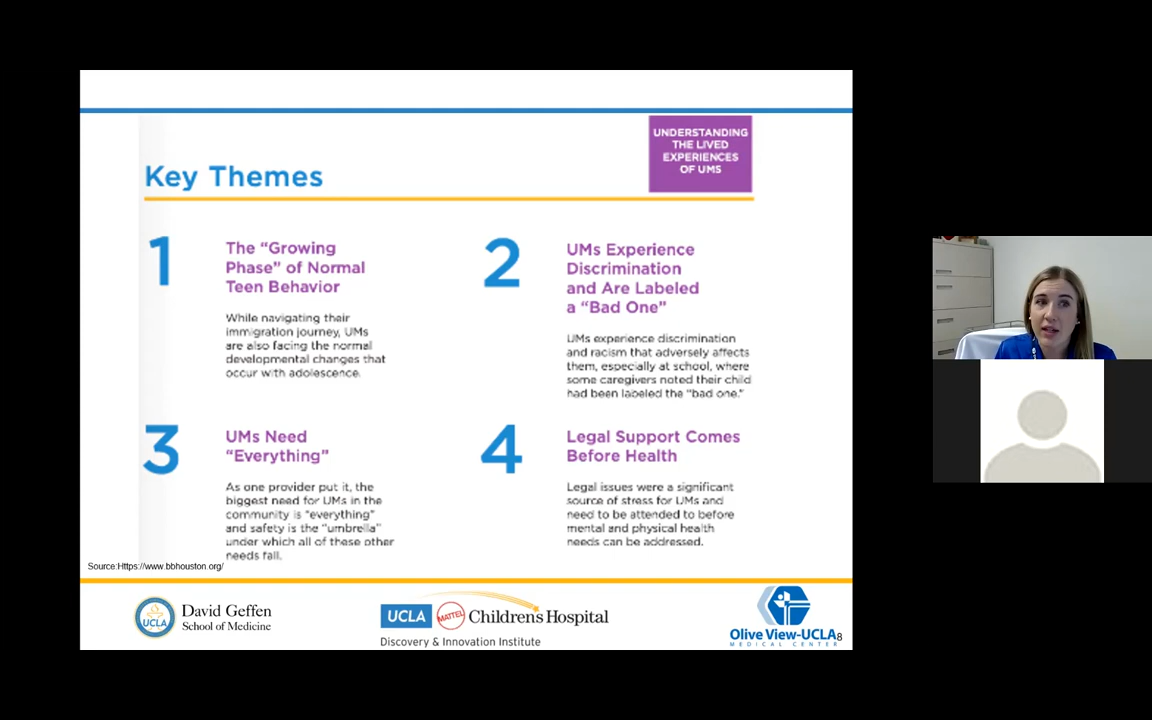 UNDERSTANDING
THE LIVED
EXPERIENCES
OF UMS
Key Themes
1
The “Growing
Phase” of Normal
Teen Behavior
While navigating their
immigration journey, UMs
are also facing the normal
developmental changes that
occur with adolescence.
2
UMs Experience
Discrimination
and Are Labeled
a “Bad One”
UMs experience discrimination
and racism that adversely affects
them, especially at school, where
some caregivers noted their child
had been labeled the “bad one.”
3
UMs Need
“Everything”
As one provider put it, the
biggest need for UMs in the
community is “everything”
and safety is the “umbrella”
under which all of these other
needs fall.
4
Legal Support Comes
Before Health
Legal issues were a significant
source of stress for UMs and
need to be attended to before
mental and physical health
needs can be addressed.
Source:Https://www.bbhouston.org/
UCLA
David Geffen
School of Medicine
UCLA MATTEL Children's Hospital
Discovery & Innovation Institute
Olive View-UCLA
MEDICAL CENTER
8